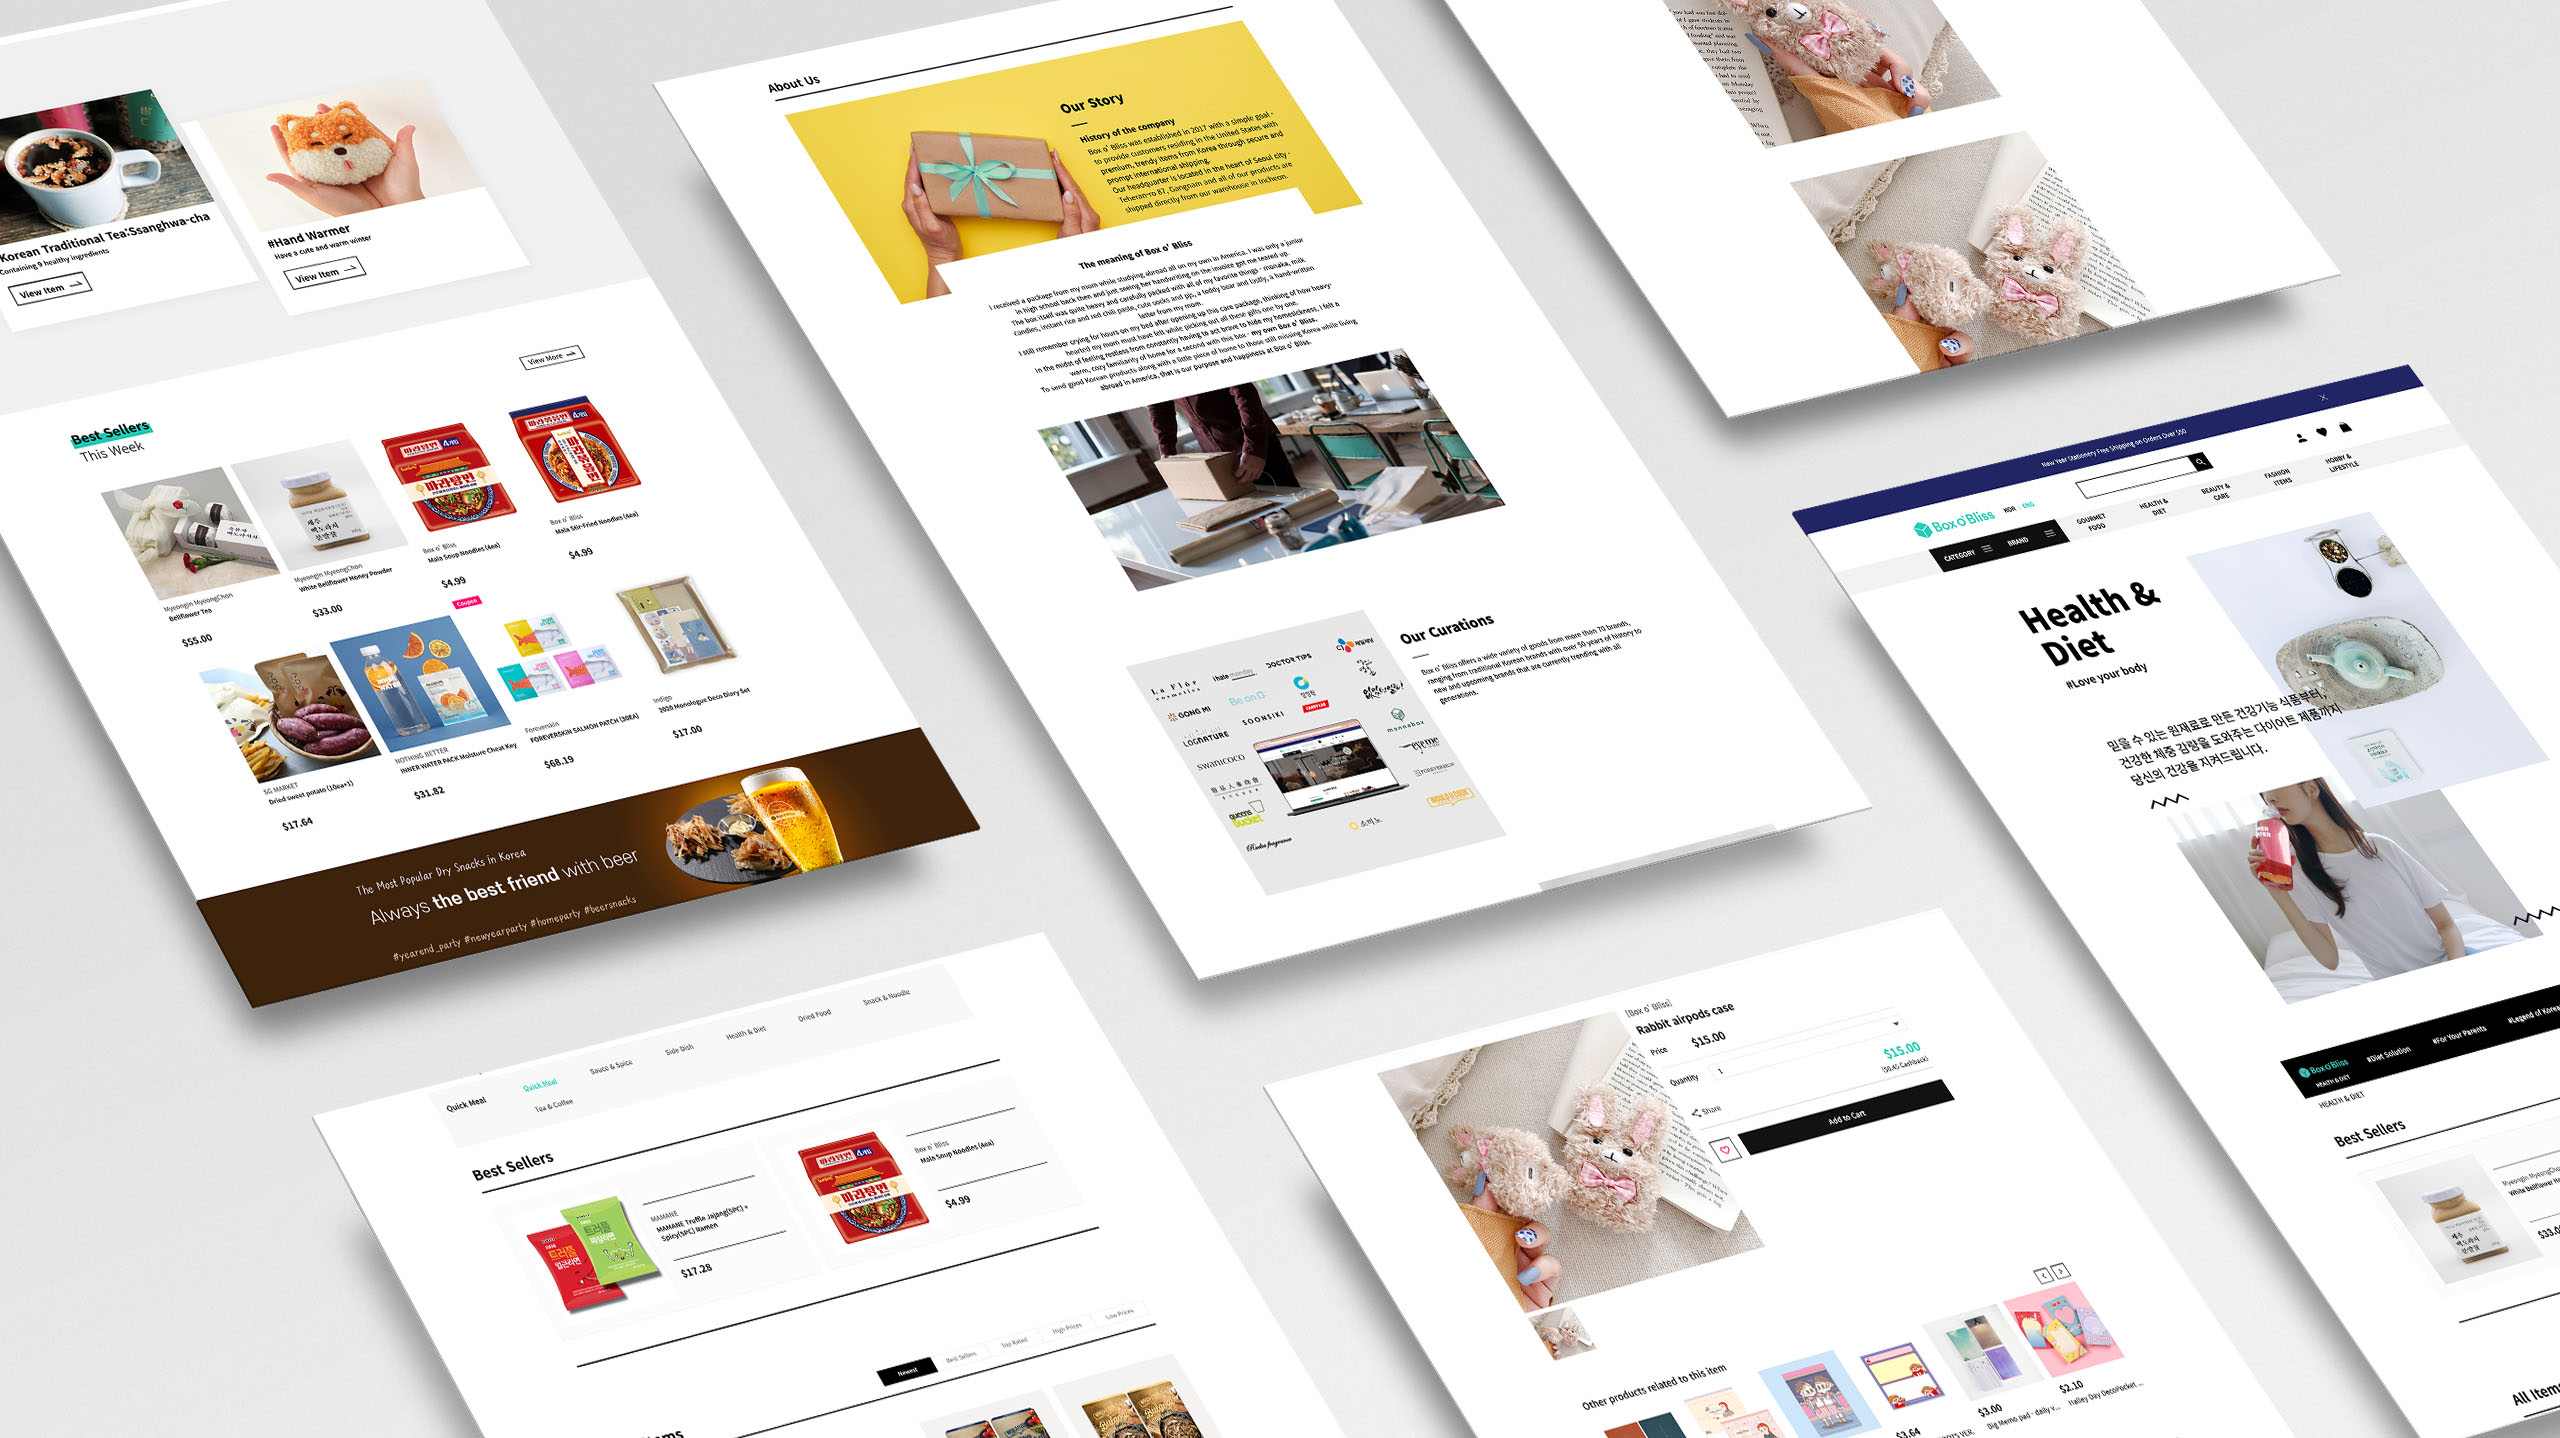 Korean Traditional Tea:Ssanghwa-cha
Containing 9 healthy ingredients
View Item
#Hand Warmer
Have a cute and warm winter
View Item
View More
Best Sellers
This Week
Myeongin MyeongChon
Bellflower Tea
$55.00
Myeongin MyeongChon
White Bellflower Honey Powder
$33.00
마라탕면
Box o' Bliss
Mala Soup Noodles (4ea)
$4.99
Box o' Bliss
Mala Stir-Fried Noodles (4ea)
$4.99
SG MARKET
Dried sweet potato (10ea+1)
$17.64
INNER
WATER
NOTHING BETTER
INNER WATER PACK Moisture Cheat Key
$31.82
Coupon
Foreverskin
FOREVERSKIN SALMON PATCH (30EA)
$68.19
Indigo
2020 Monologue Deco Diary Set
$17.00
The Most Popular Dry Snacks in Korea
Always the best friend with beer
#yearend_party #newyearparty #homeparty #beersnacks
About Us
Our Story
History of the company
Box o' Bliss was established in 2017 with a simple goal -
to provide customers residing in the United States with
premium, trendy items from Korea through secure and
prompt international shipping.
Our headquarter is located in the heart of Seoul city -
Teheran-ro 87, Gangnam and all of our products are
shipped directly from our warehouse in Incheon.
The meaning of Box o' Bliss
I received a package from my mom while studying abroad all on my own in America. I was only a junior
in high school back then and just seeing her handwriting on the invoice got me teared up.
The box itself was quite heavy and carefully packed with all of my favorite things - monaka, milk
candies, instant rice and red chili paste, cute socks and pjs, a teddy bear and lastly, a hand-written
letter from my mom.
I still remember crying for hours on my bed after opening up this care package, thinking of how heavy-
hearted my mom must have felt while picking out all these gifts one by one.
In the midst of feeling restless from constantly having to act brave to hide my homesickness, I felt a
warm, cozy familiarity of home for a second with this box - my own Box o' Bliss.
To send good Korean products along with a little piece of home to those still missing Korea while living
abroad in America, that is our purpose and happiness at Box o' Bliss.
La Flor
cosmetics
i hate monday
DOCTOR TIPS
GONG MI
Be on Q
LOGNATURE
SOONSIKI
CANDYLAB
mannabox
swanicoco
eye me
queens
bucket
FOREVERSKIN
WOULD U COOK
소미노
Our Curations
Box o' Bliss offers a wide variety of goods from more than 70 brands,
ranging from traditional Korean brands with over 50 years of history to
new and upcoming brands that are currently trending with all
generations.
New Year Stationery Free Shipping on Orders Over $50
Box o' Bliss
KOR ENG
CATEGORY
BRAND
GOURMET
FOOD
HEALTH &
DIET
BEAUTY &
CARE
FASHION
ITEMS
HOBBY &
LIFESTYLE
Health &
Diet
#Love your body
믿을 수 있는 원재료로 만든 건강기능 식품부터,
건강한 체중 감량을 도와주는 다이어트 제품까지
당신의 건강을 지켜드립니다.
Box o' Bliss
HEALTH & DIET
#Diet Solution
#For Your Parents
#Legend of Korea
HEALTH & DIET
Best Sellers
Myeongin MyeongCho
White Bellflower Ho
$33.0
All Item
Quick Meal
Quick Meal
Sauce & Spice
Side Dish
Health & Diet
Dried Food
Snack & Noodle
Tea & Coffee
Best Sellers
MAMANE
MAMANE Truffle Jajang(5PC) +
Spicy(5PC) Ramen
$17.28
마라탕면
Box o' Bliss
Mala Soup Noodles (4ea)
$4.99
Newest
Best Sellers
Top Rated
High Prices
Low Prices
[Box o' Bliss]
Rabbit airpods case
Price
$15.00
Quantity
1
$15.00
($0.45 Cashback)
Share
Add to Cart
Other products related to this item
$3.64
$3.00
Big Memo pad - daily v...
$2.10
Halley Day DecoPocket ...